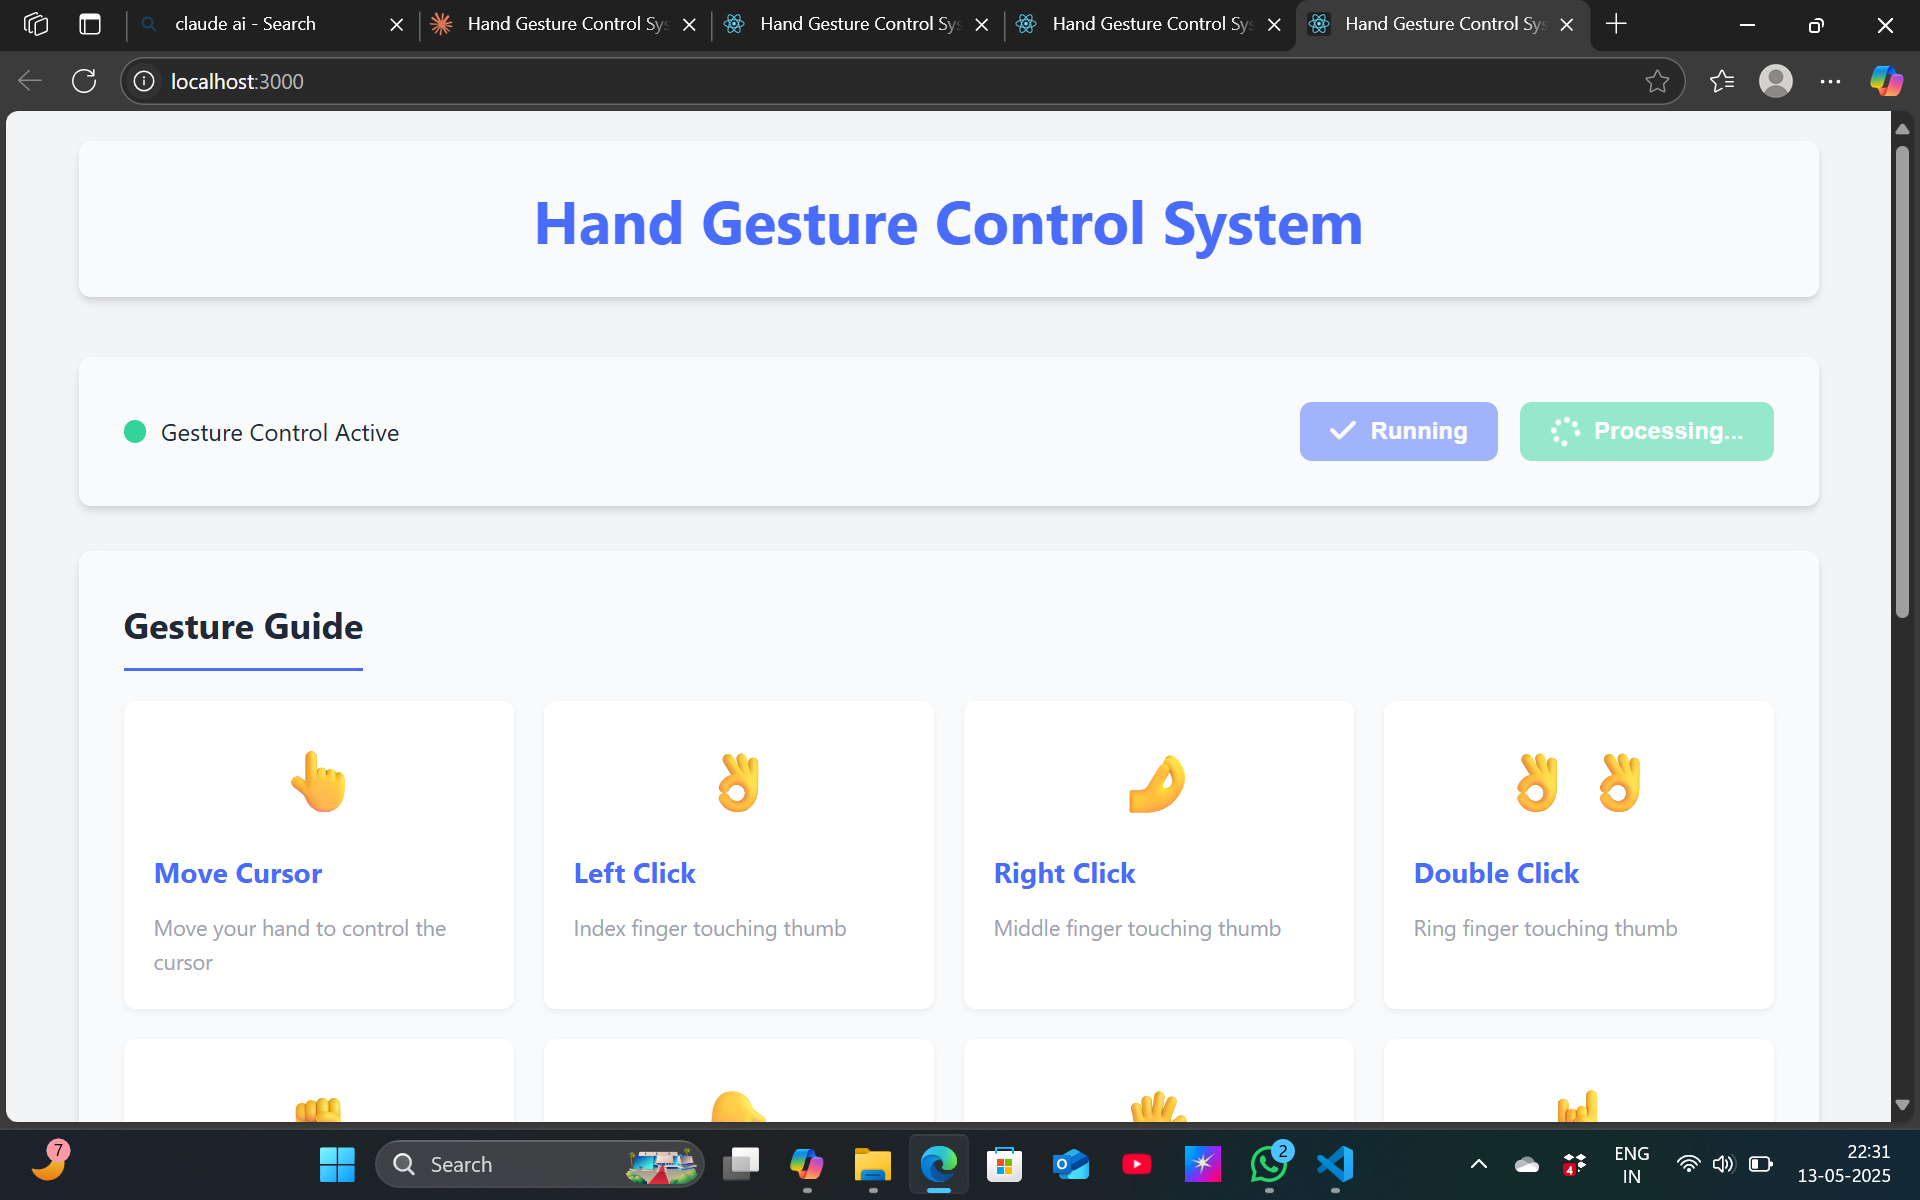 claude ai - Search
Hand Gesture Control Sys
Hand Gesture Control Sys
Hand Gesture Control Sys
Hand Gesture Control Sys
localhost:3000
Hand Gesture Control System
Gesture Control Active
Running
Processing...
Gesture Guide
Move Cursor
Move your hand to control the
cursor
Left Click
Index finger touching thumb
Right Click
Middle finger touching thumb
Double Click
Ring finger touching thumb
7
Search
2
4
ENG
IN
22:31
13-05-2025